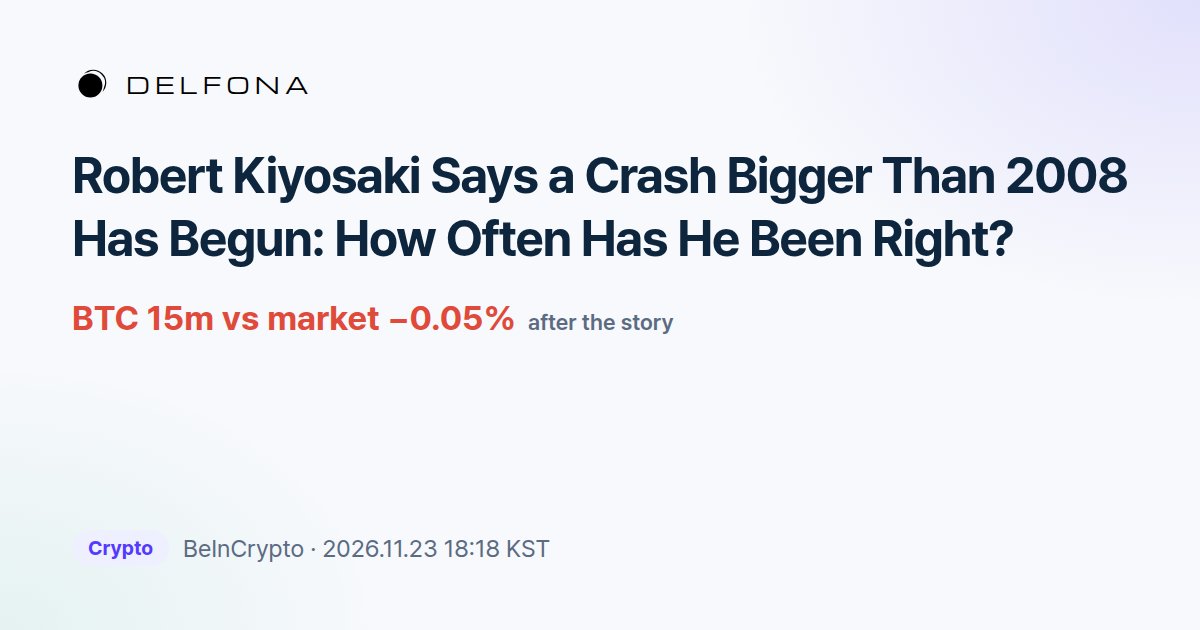 DELFONA
Robert Kiyosaki Says a Crash Bigger Than 2008
Has Begun: How Often Has He Been Right?
BTC 15m vs market −0.05% after the story
Crypto BeInCrypto · 2026.11.23 18:18 KST